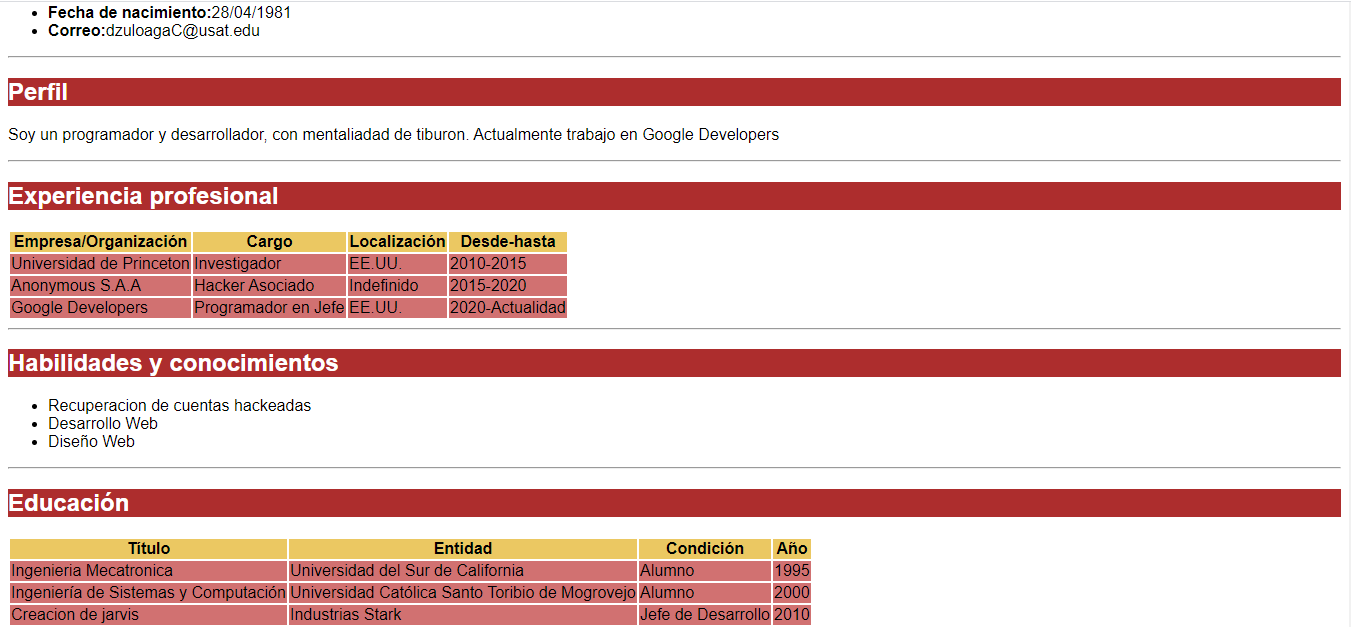 Fecha de nacimiento:28/04/1981
Correo:dzuloagaC@usat.edu
Perfil
Soy un programador y desarrollador, con mentaliadad de tiburon. Actualmente trabajo en Google Developers
Experiencia profesional
Empresa/Organización Cargo Localización Desde-hasta
Universidad de Princeton Investigador EE.UU. 2010-2015
Anonymous S.A.A Hacker Asociado Indefinido 2015-2020
Google Developers Programador en Jefe EE.UU. 2020-Actualidad
Habilidades y conocimientos
Recuperacion de cuentas hackeadas
Desarrollo Web
Diseño Web
Educación
Título Entidad Condición Año
Ingenieria Mecatronica Universidad del Sur de California Alumno 1995
Ingeniería de Sistemas y Computación Universidad Católica Santo Toribio de Mogrovejo Alumno 2000
Creacion de jarvis Industrias Stark Jefe de Desarrollo 2010